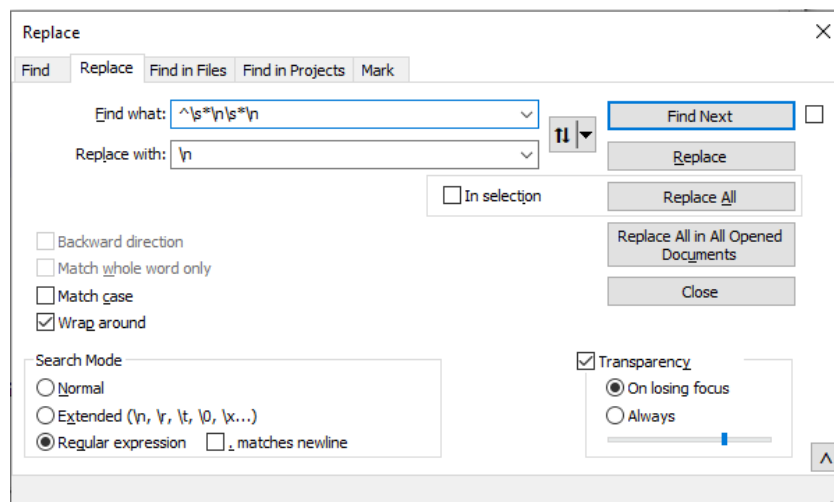 Replace
Find Replace Find in Files Find in Projects Mark
Find what: ^\s*\n\s*\n
Find Next
Replace with: \n
Replace
In selection
Replace All
Backward direction
Replace All in All Opened
Documents
Match whole word only
Match case
Close
Wrap around
Search Mode
Transparency
Normal
On losing focus
Extended (\n, \r, \t, \0, \x...)
Always
Regular expression . matches newline